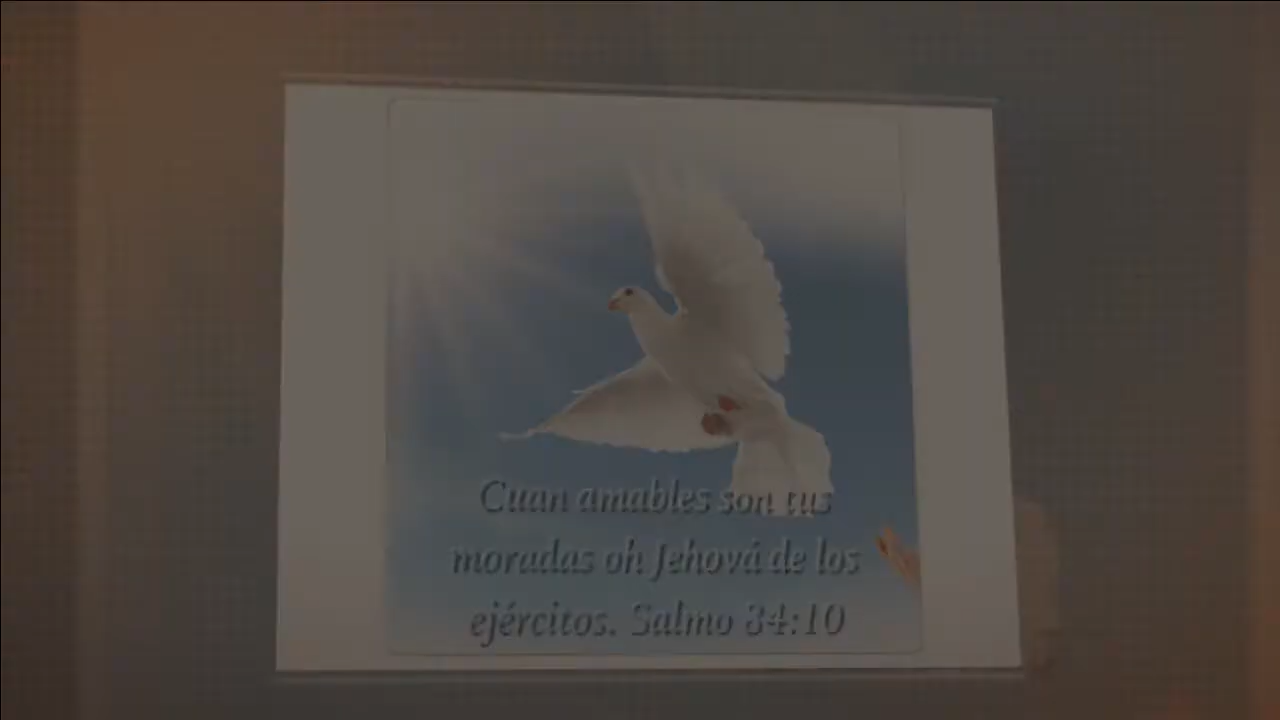 Cuan amables son tus
moradas oh Jehová de los
ejércitos. Salmo 84:10